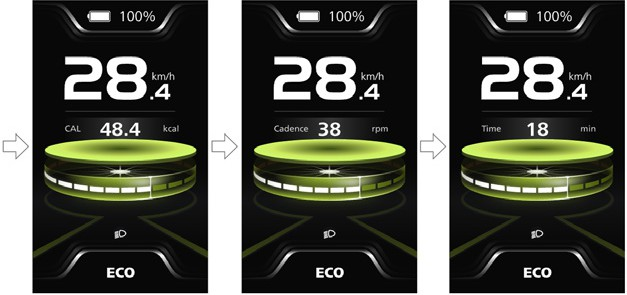 100%
28.4 km/h
CAL 48.4 kcal
ECO
100%
28.4 km/h
Cadence 38 rpm
ECO
100%
28.4 km/h
Time 18 min
ECO